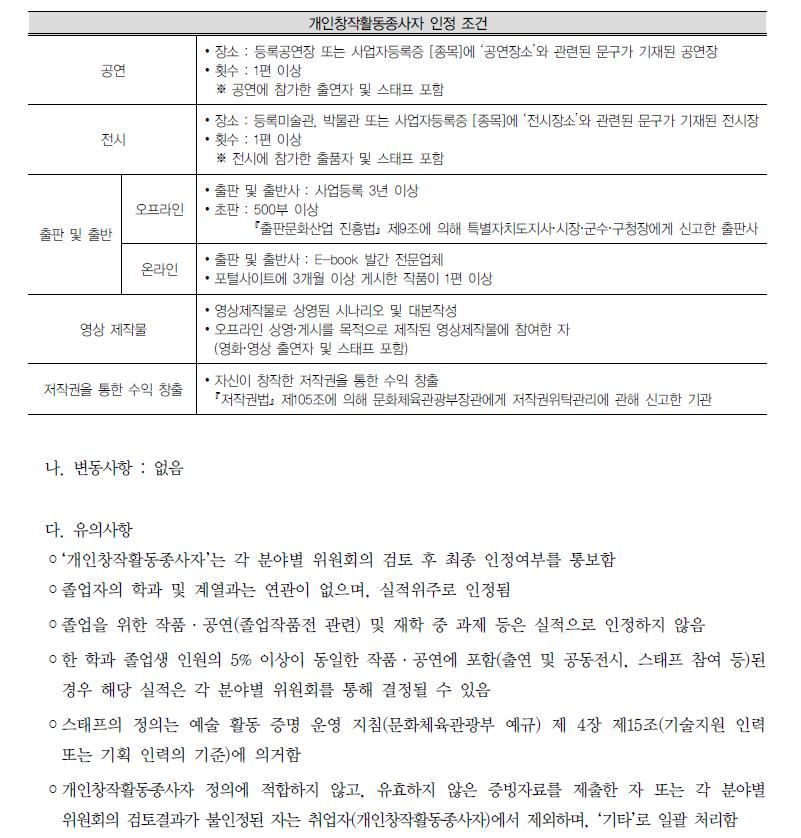 개인창작활동종사자 인정 조건
공연
• 장소 : 등록공연장 또는 사업자등록증 [종목]에 ‘공연장소’와 관련된 문구가 기재된 공연장
• 횟수 : 1편 이상
※ 공연에 참가한 출연자 및 스태프 포함
전시
• 장소 : 등록미술관, 박물관 또는 사업자등록증 [종목]에 ‘전시장소’와 관련된 문구가 기재된 전시장
• 횟수 : 1편 이상
※ 전시에 참가한 출품자 및 스태프 포함
출판 및 출반
오프라인
• 출판 및 출반사 : 사업등록 3년 이상
• 초판 : 500부 이상
『출판문화산업 진흥법』 제9조에 의해 특별자치도지사·시장·군수·구청장에게 신고한 출판사
온라인
• 출판 및 출반사 : E-book 발간 전문업체
• 포털사이트에 3개월 이상 게시한 작품이 1편 이상
영상 제작물
• 영상제작물로 상영된 시나리오 및 대본작성
• 오프라인 상영·게시를 목적으로 제작된 영상제작물에 참여한 자
(영화·영상 출연자 및 스태프 포함)
저작권을 통한 수익 창출
• 자신이 창작한 저작권을 통한 수익 창출
『저작권법』 제105조에 의해 문화체육관광부장관에게 저작권위탁관리에 관해 신고한 기관
나. 변동사항 : 없음
다. 유의사항
○ ‘개인창작활동종사자’는 각 분야별 위원회의 검토 후 최종 인정여부를 통보함
○ 졸업자의 학과 및 계열과는 연관이 없으며, 실적위주로 인정됨
○ 졸업을 위한 작품 · 공연(졸업작품전 관련) 및 재학 중 과제 등은 실적으로 인정하지 않음
○ 한 학과 졸업생 인원의 5% 이상이 동일한 작품 · 공연에 포함(출연 및 공동전시, 스태프 참여 등)된
경우 해당 실적은 각 분야별 위원회를 통해 결정될 수 있음
○ 스태프의 정의는 예술 활동 증명 운영 지침(문화체육관광부 예규) 제 4장 제15조(기술지원 인력
또는 기획 인력의 기준)에 의거함
○ 개인창작활동종사자 정의에 적합하지 않고, 유효하지 않은 증빙자료를 제출한 자 또는 각 분야별
위원회의 검토결과가 불인정된 자는 취업자(개인창작활동종사자)에서 제외하며, ‘기타’로 일괄 처리함